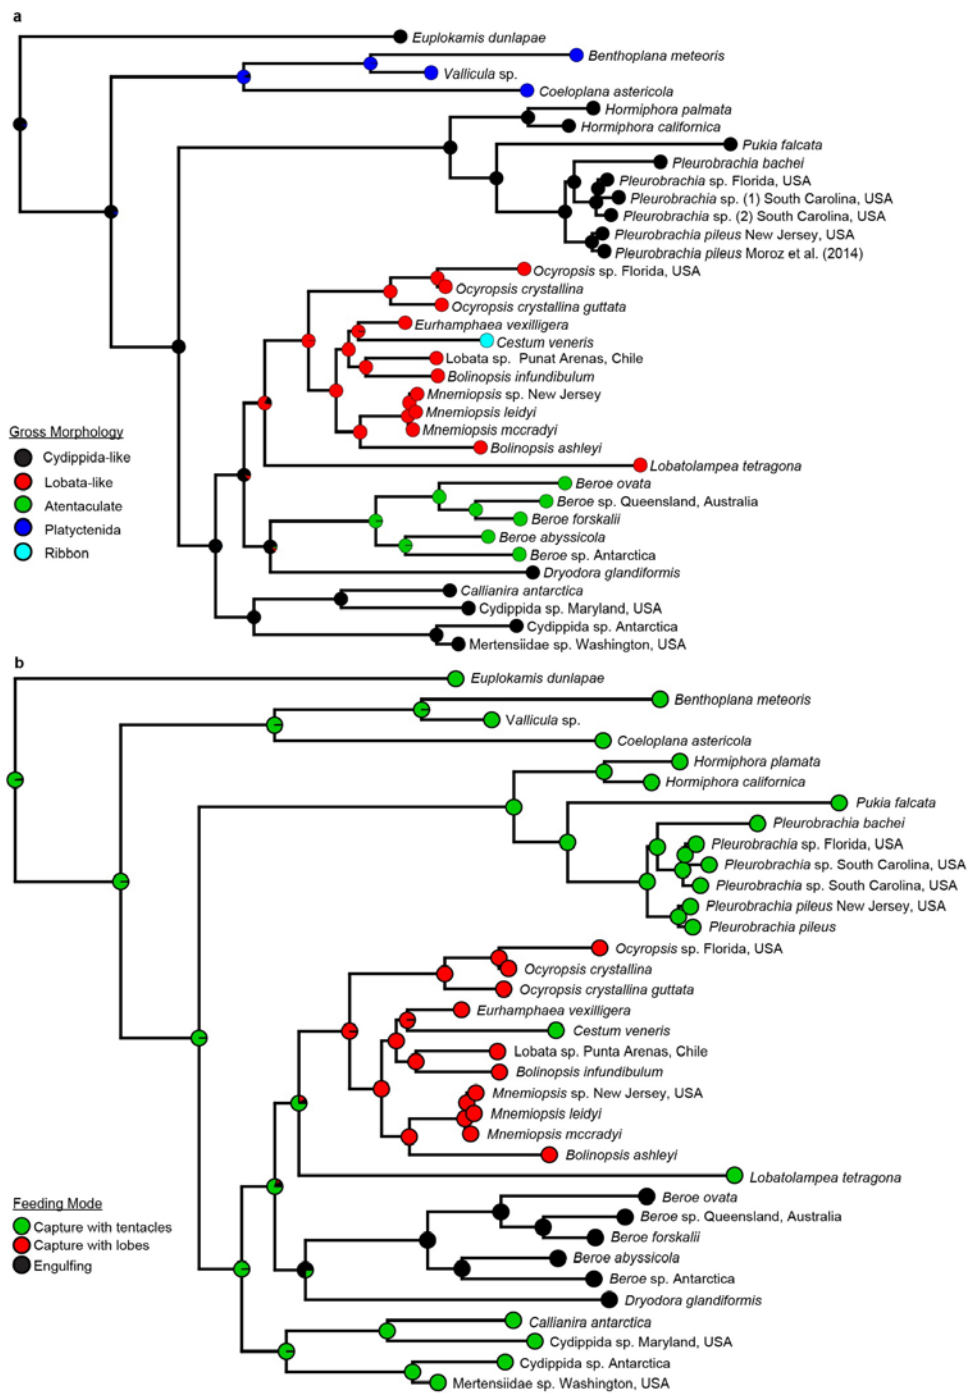 a
Euplokamis dunlapae
Benthoplana meteoris
Vallicula sp.
Coeloplana astericola
Hormiphora palmata
Hormiphora californica
Pukia falcata
Pleurobrachia bachei
Pleurobrachia sp. Florida, USA
Pleurobrachia sp. (1) South Carolina, USA
Pleurobrachia sp. (2) South Carolina, USA
Pleurobrachia pileus New Jersey, USA
Pleurobrachia pileus Moroz et al. (2014)
Ocyropsis sp. Florida, USA
Ocyropsis crystallina
Ocyropsis crystallina guttata
Eurhamphaea vexilligera
Cestum veneris
Lobata sp. Punat Arenas, Chile
Bolinopsis infundibulum
Mnemiopsis sp. New Jersey
Mnemiopsis leidyi
Mnemiopsis mccradyi
Bolinopsis ashleyi
Lobatolampea tetragona
Beroe ovata
Beroe sp. Queensland, Australia
Beroe forskalii
Beroe abyssicola
Beroe sp. Antarctica
Dryodora glandiformis
Callianira antarctica
Cydippida sp. Maryland, USA
Cydippida sp. Antarctica
Mertensiidae sp. Washington, USA
Gross Morphology
Cydippida-like
Lobata-like
Atentaculate
Platyctenida
Ribbon
b
Euplokamis dunlapae
Benthoplana meteoris
Vallicula sp.
Coeloplana astericola
Hormiphora plamata
Hormiphora californica
Pukia falcata
Pleurobrachia bachei
Pleurobrachia sp. Florida, USA
Pleurobrachia sp. South Carolina, USA
Pleurobrachia sp. South Carolina, USA
Pleurobrachia pileus New Jersey, USA
Pleurobrachia pileus
Ocyropsis sp. Florida, USA
Ocyropsis crystallina
Ocyropsis crystallina guttata
Eurhamphaea vexilligera
Cestum veneris
Lobata sp. Punta Arenas, Chile
Bolinopsis infundibulum
Mnemiopsis sp. New Jersey, USA
Mnemiopsis leidyi
Mnemiopsis mccradyi
Bolinopsis ashleyi
Lobatolampea tetragona
Beroe ovata
Beroe sp. Queensland, Australia
Beroe forskalii
Beroe abyssicola
Beroe sp. Antarctica
Dryodora glandiformis
Callianira antarctica
Cydippida sp. Maryland, USA
Cydippida sp. Antarctica
Mertensiidae sp. Washington, USA
Feeding Mode
Capture with tentacles
Capture with lobes
Engulfing